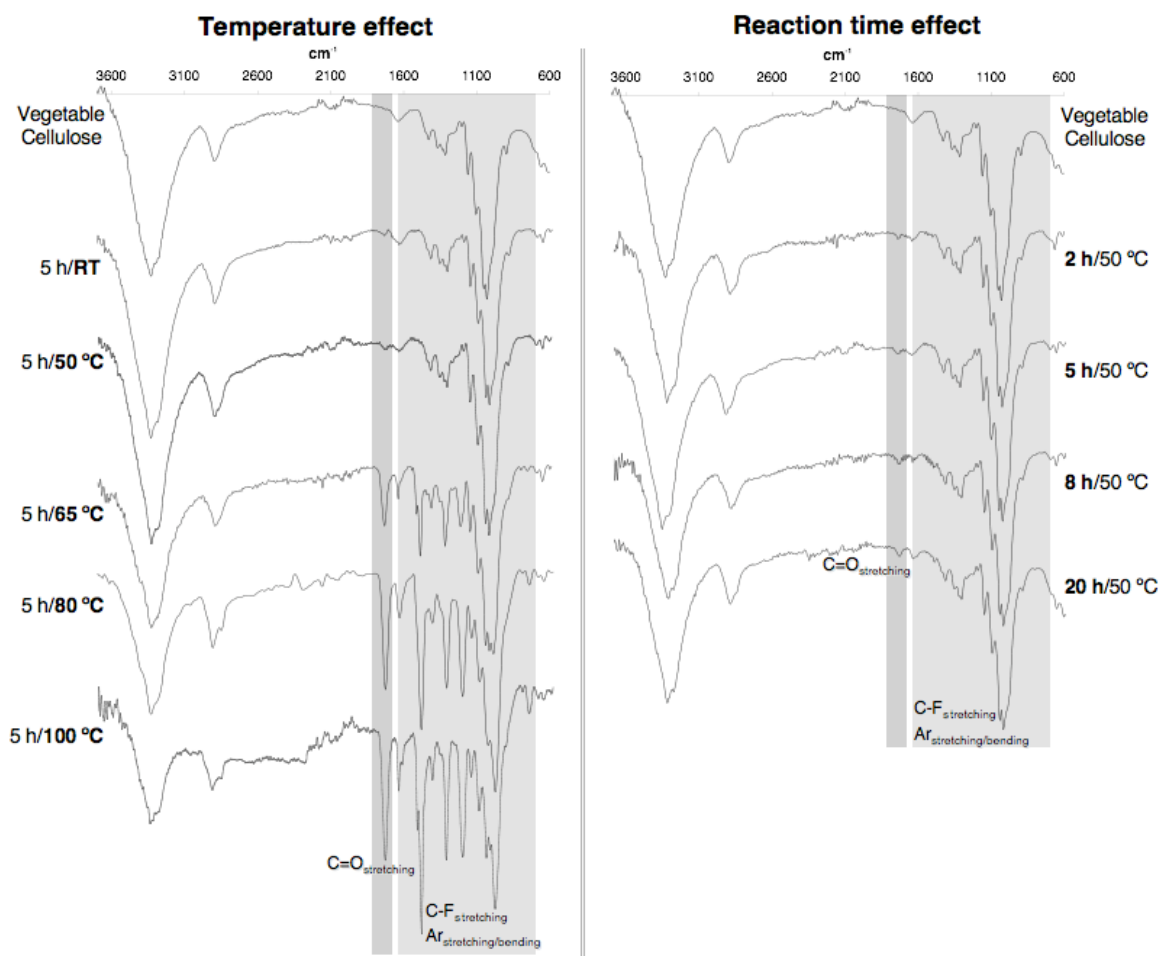 Temperature effect
cm-1
3600 3100 2600 2100 1600 1100 600
Vegetable
Cellulose
5 h/RT
5 h/50 ºC
5 h/65 ºC
5 h/80 ºC
5 h/100 ºC
C=Ostretching
C-Fstretching
Arstretching/bending
Reaction time effect
cm-1
3600 3100 2600 2100 1600 1100 600
Vegetable
Cellulose
2 h/50 ºC
5 h/50 ºC
8 h/50 ºC
C=Ostretching
20 h/50 ºC
C-Fstretching
Arstretching/bending